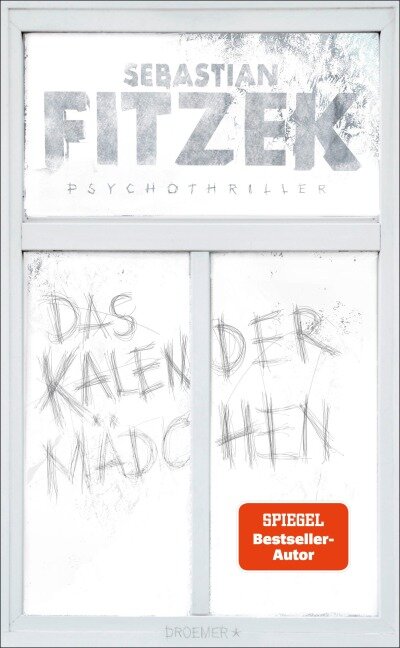 SEBASTIAN
FITZEK
PSYCHOTHRILLER
DAS
KALENDER
MÄDCHEN
SPIEGEL
Bestseller-
Autor
DROEMER*